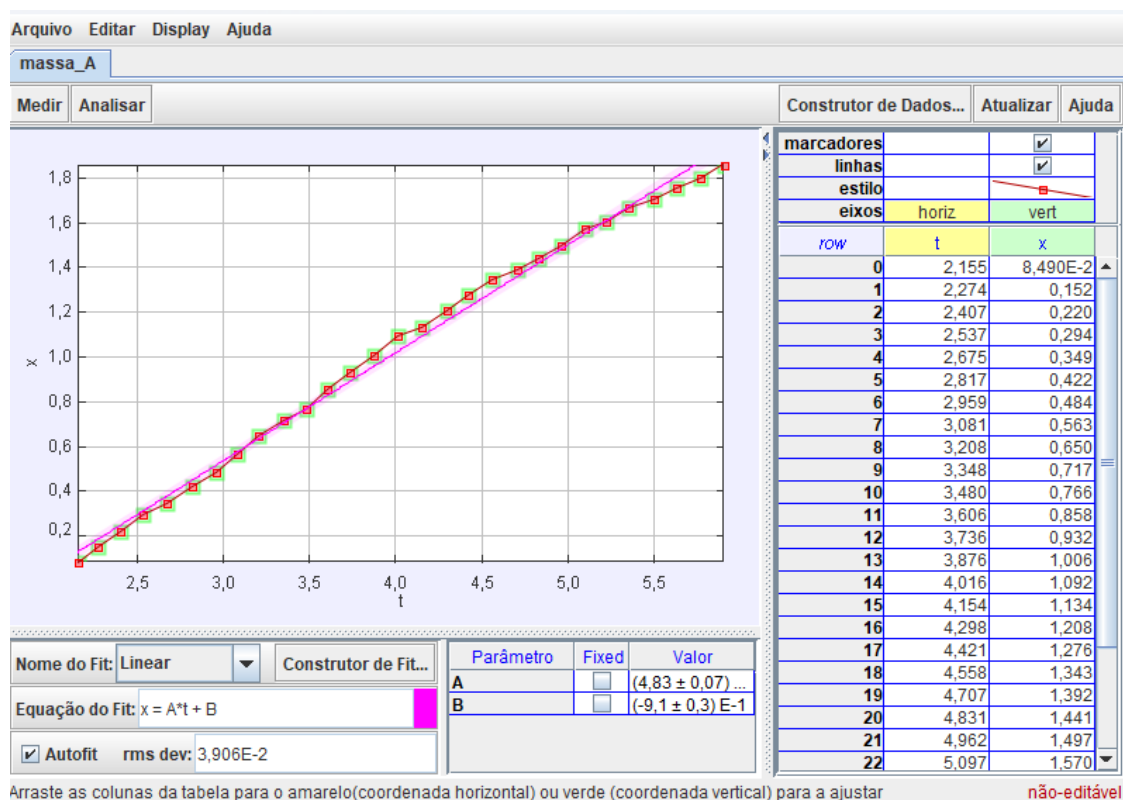 Arquivo Editar Display Ajuda
massa_A
Medir Analisar Construtor de Dados... Atualizar Ajuda
1,8
1,6
1,4
1,2
1,0
0,8
0,6
0,4
0,2
x
2,5 3,0 3,5 4,0 4,5 5,0 5,5
t
marcadores
linhas
estilo
eixos horiz vert
row t x
0 2,155 8,490E-2
1 2,274 0,152
2 2,407 0,220
3 2,537 0,294
4 2,675 0,349
5 2,817 0,422
6 2,959 0,484
7 3,081 0,563
8 3,208 0,650
9 3,348 0,717
10 3,480 0,766
11 3,606 0,858
12 3,736 0,932
13 3,876 1,006
14 4,016 1,092
15 4,154 1,134
16 4,298 1,208
17 4,421 1,276
18 4,558 1,343
19 4,707 1,392
20 4,831 1,441
21 4,962 1,497
22 5,097 1,570
Nome do Fit: Linear Construtor de Fit...
Equação do Fit: x = A*t + B
Autofit rms dev: 3,906E-2
Parâmetro Fixed Valor
A (4,83 ± 0,07) ...
B (-9,1 ± 0,3) E-1
Arraste as colunas da tabela para o amarelo(coordenada horizontal) ou verde (coordenada vertical) para a ajustar não-editável